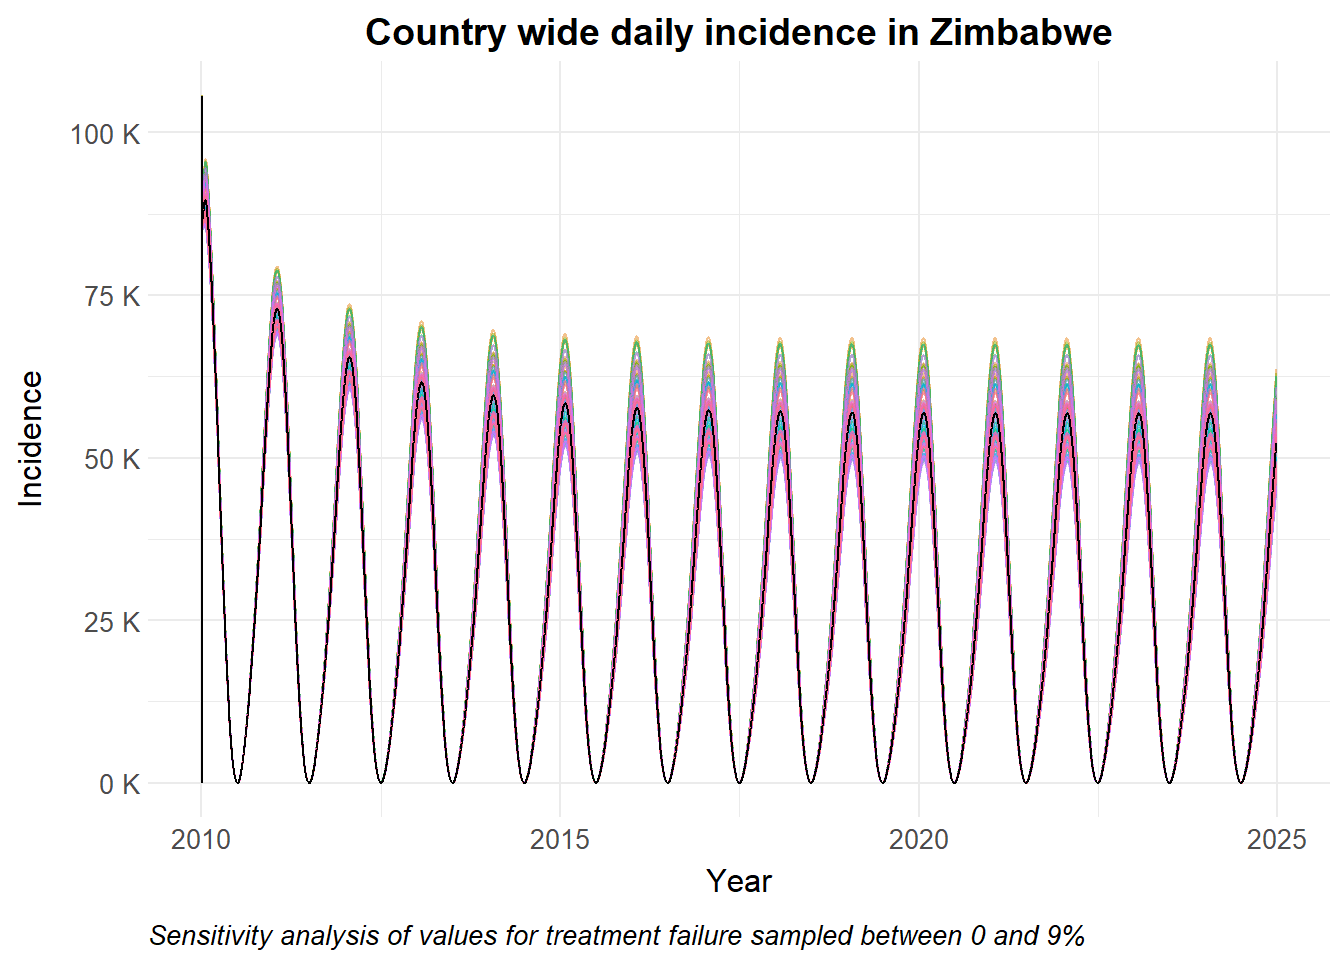 Country wide daily incidence in Zimbabwe
100 K
75 K
50 K
25 K
0 K
Incidence
2010 2015 2020 2025
Year
Sensitivity analysis of values for treatment failure sampled between 0 and 9%